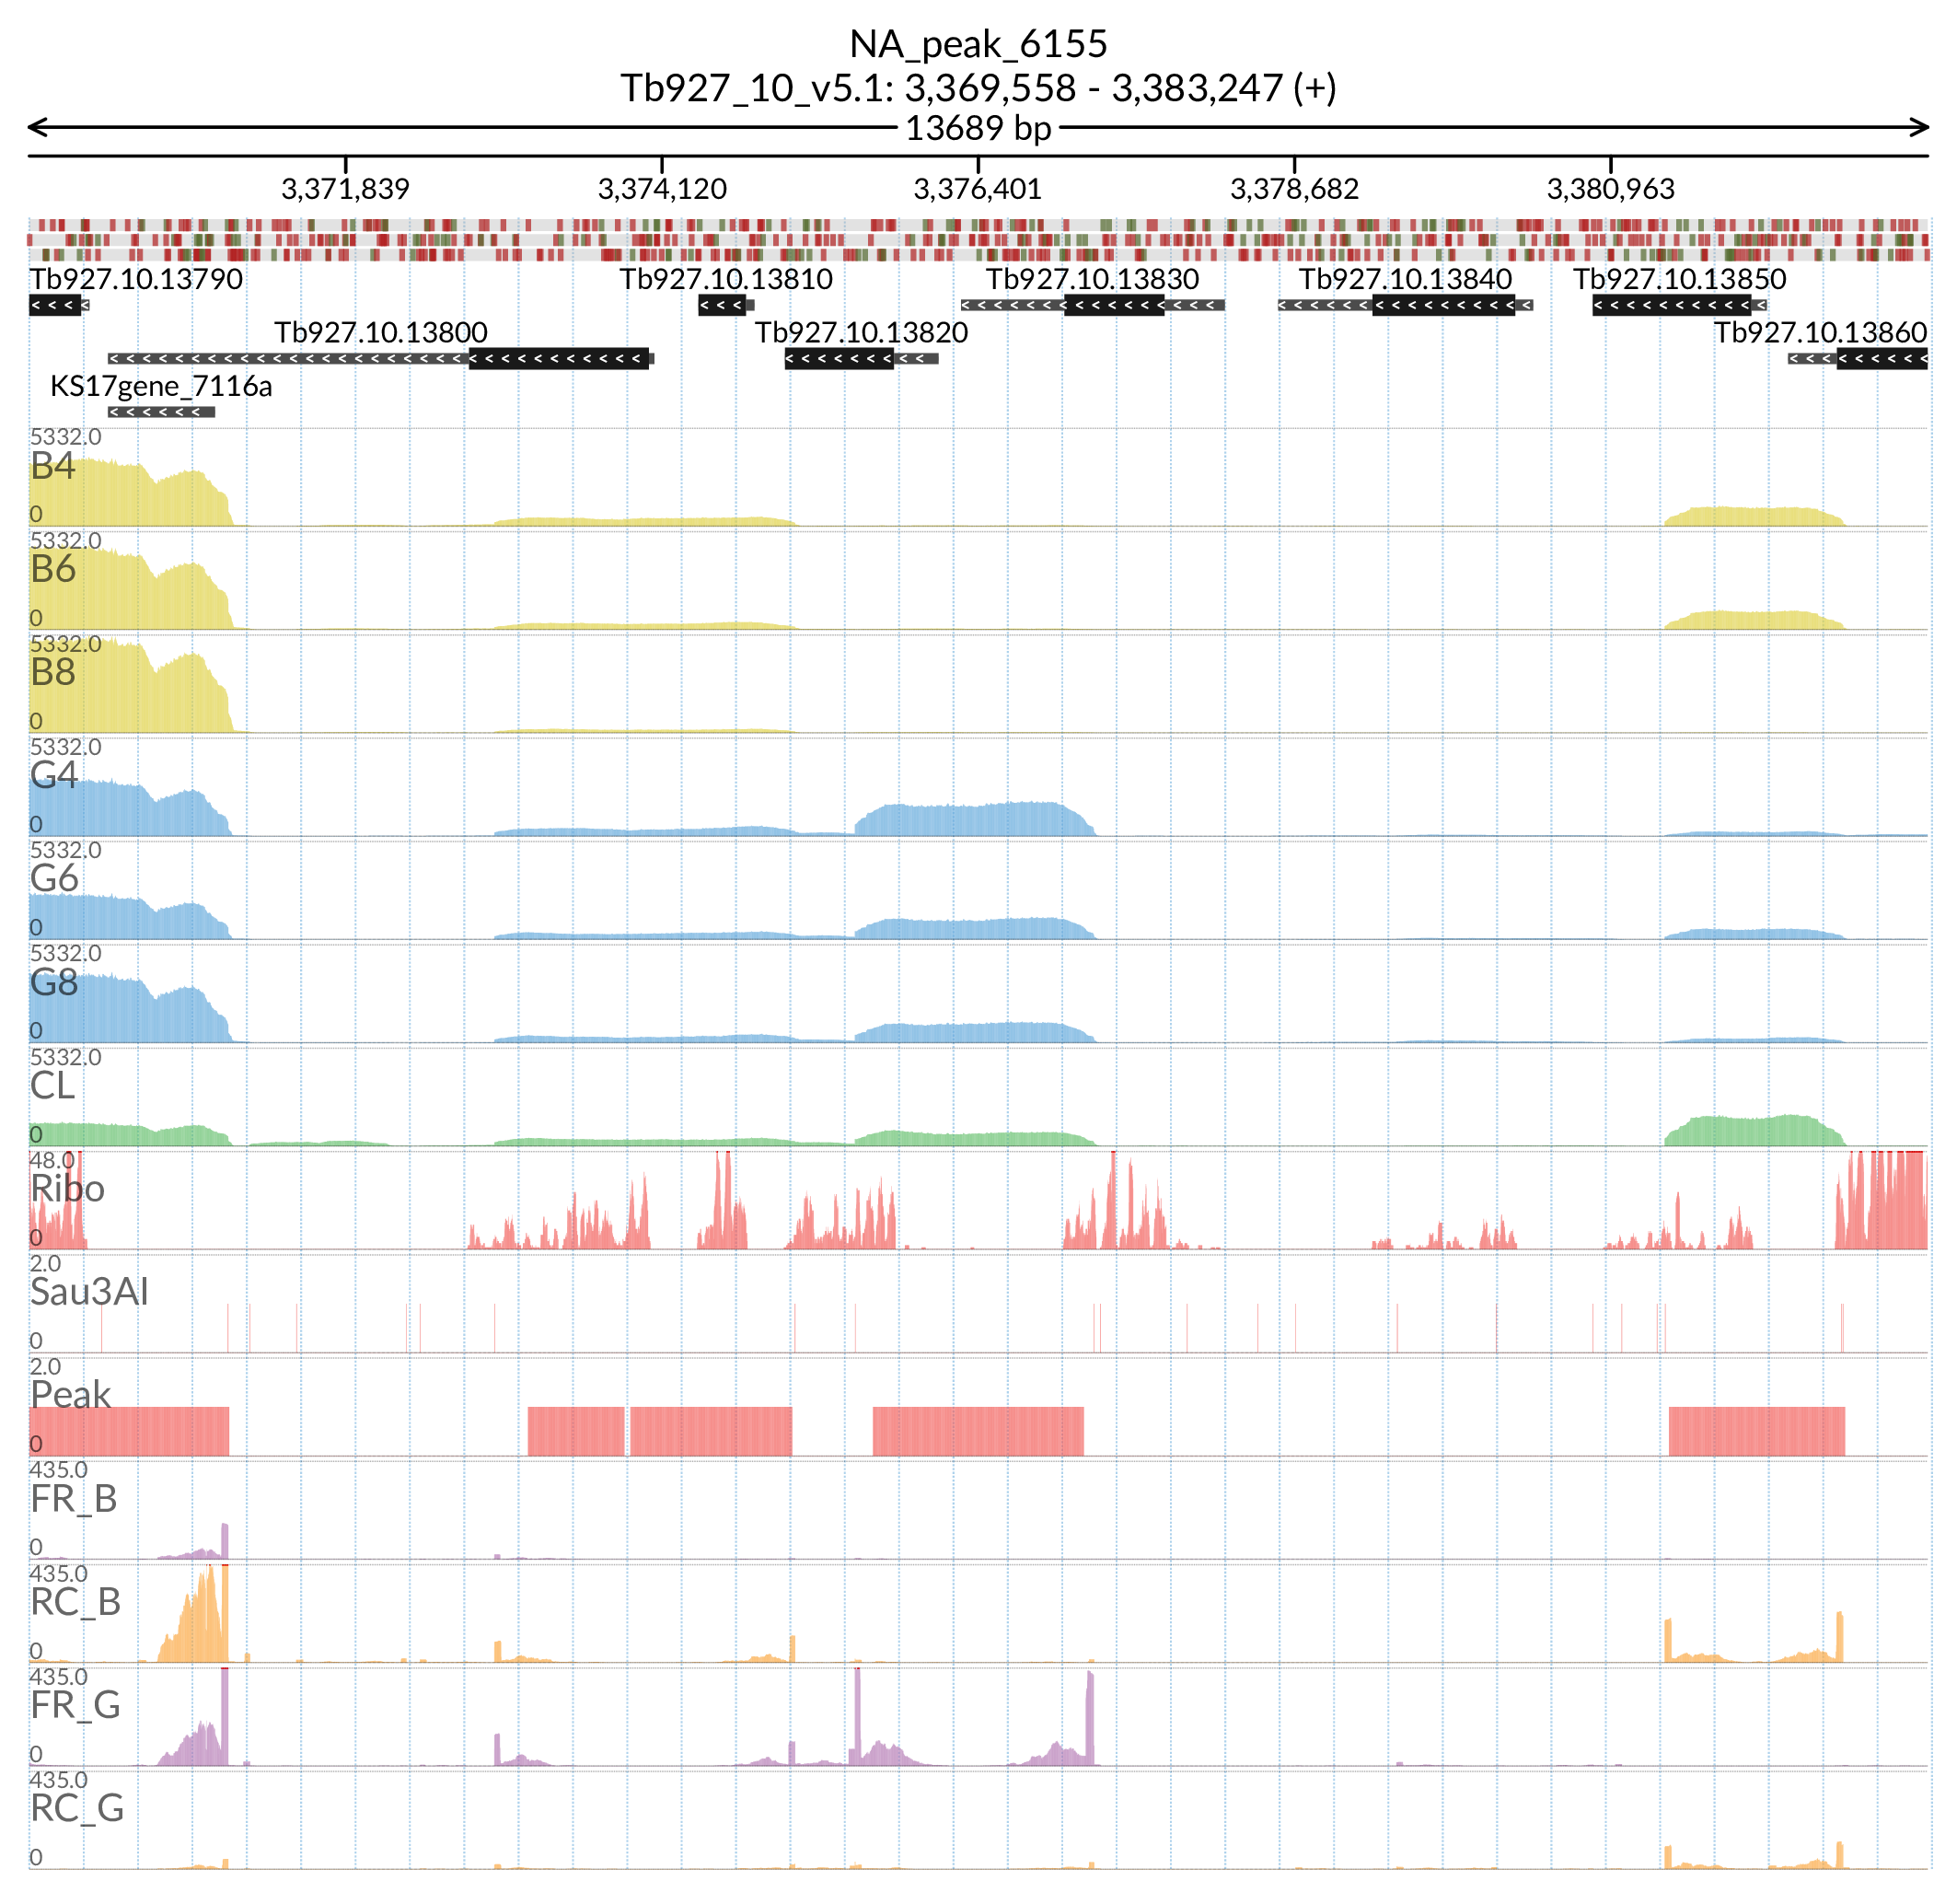 NA_peak_6155
Tb927_10_v5.1: 3,369,558 - 3,383,247 (+)
13689 bp
3,371,839 3,374,120 3,376,401 3,378,682 3,380,963
Tb927.10.13790 Tb927.10.13810 Tb927.10.13830 Tb927.10.13840 Tb927.10.13850
Tb927.10.13800 Tb927.10.13820 Tb927.10.13860
KS17gene_7116a
5332.0
B4
0
5332.0
B6
0
5332.0
B8
0
5332.0
G4
0
5332.0
G6
0
5332.0
G8
0
5332.0
CL
0
48.0
Ribo
0
2.0
Sau3AI
0
2.0
Peak
0
435.0
FR_B
0
435.0
RC_B
0
435.0
FR_G
0
435.0
RC_G
0